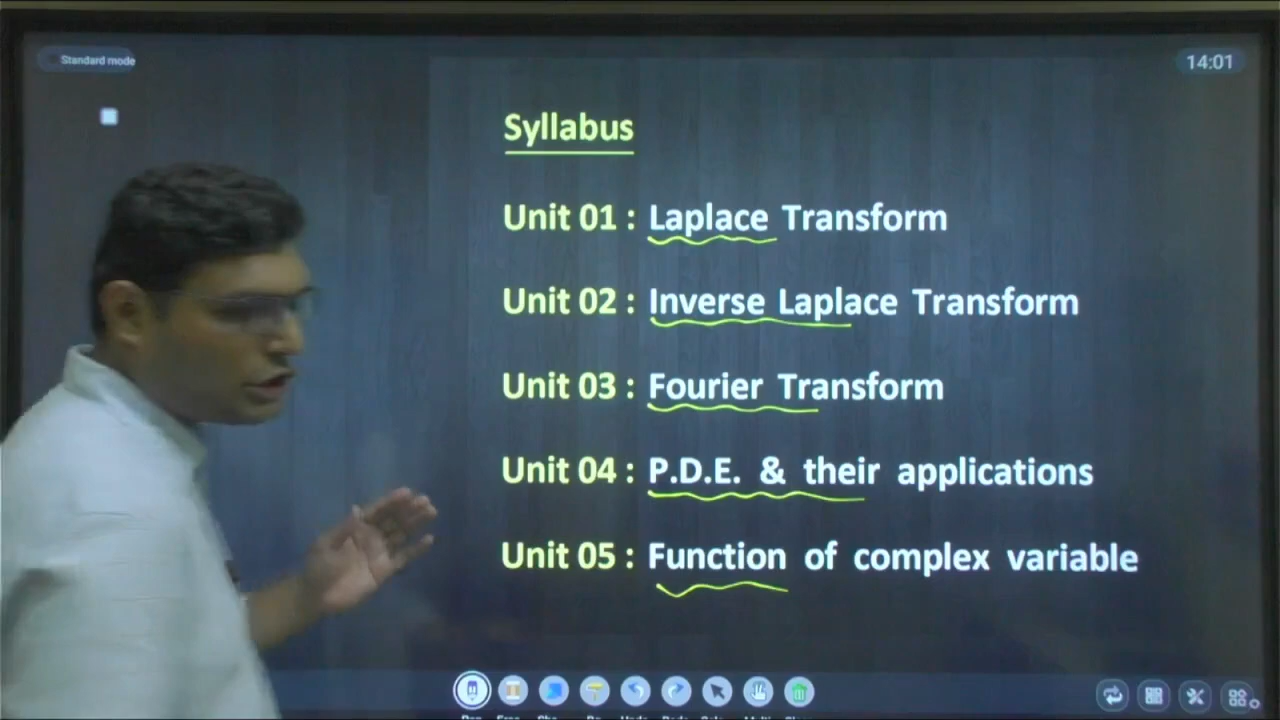 Standard mode
14:01
Syllabus
Unit 01 : Laplace Transform
Unit 02 : Inverse Laplace Transform
Unit 03 : Fourier Transform
Unit 04 : P.D.E. & their applications
Unit 05 : Function of complex variable